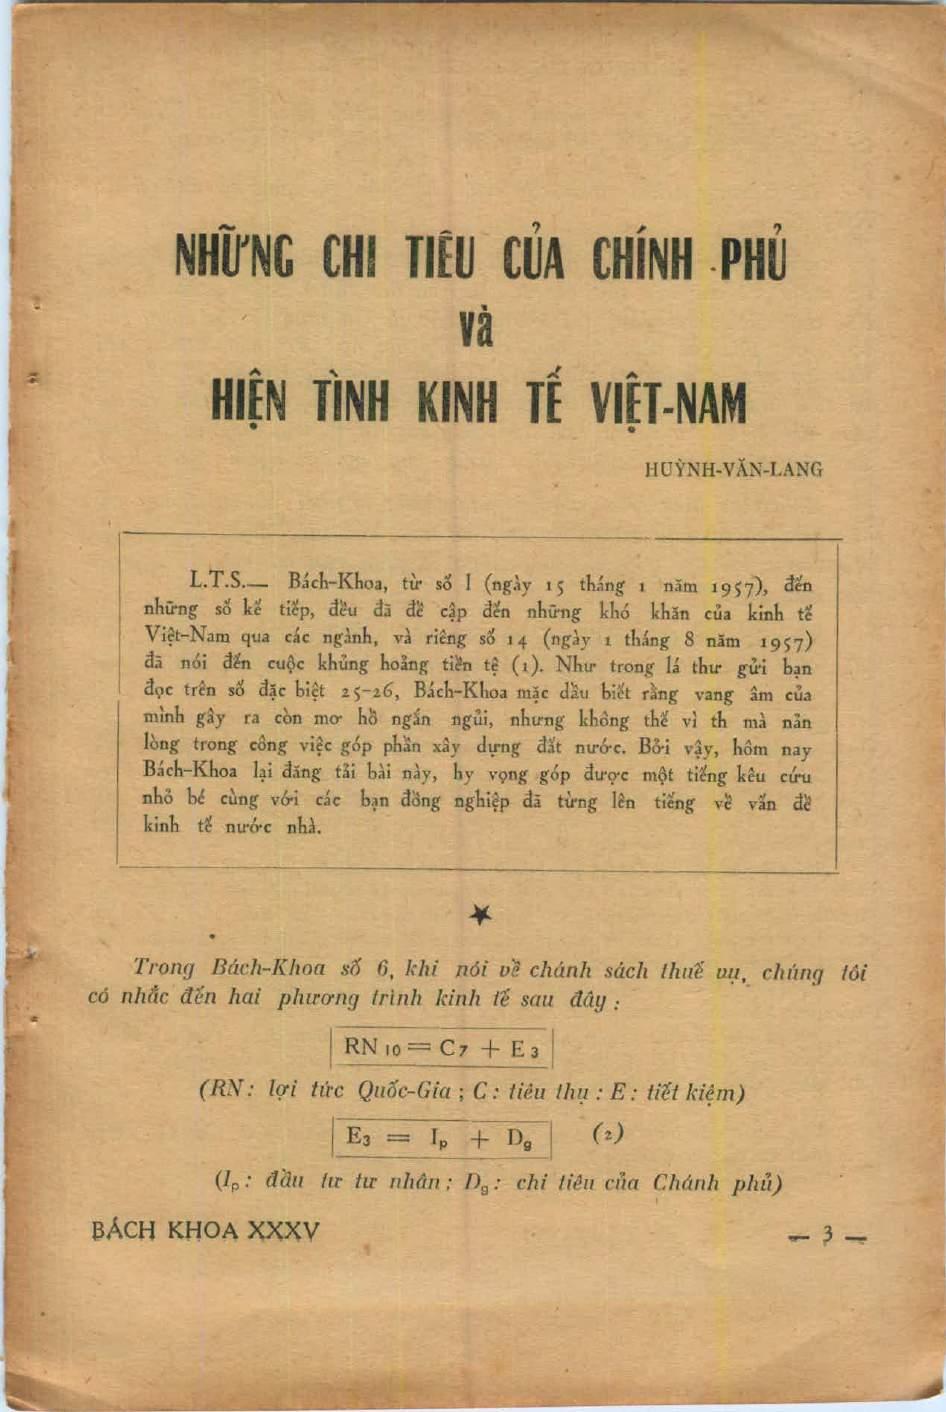 NHỮNG CHI TIÊU CỦA CHÍNH PHỦ
và
HIỆN TÌNH KINH TẾ VIỆT-NAM
HUỲNH-VĂN-LANG
L.T.S.— Bách-Khoa, từ số I (ngày 15 tháng 1 năm 1957), đến
những số kế tiếp, đều đã đề cập đến những khó khăn của kinh tế
Việt-Nam qua các ngành, và riêng số 14 (ngày 1 tháng 8 năm 1957)
đã nói đến cuộc khủng hoảng tiền tệ (1). Như trong lá thư gửi bạn
đọc trên số đặc biệt 25-26, Bách-Khoa mặc dầu biết rằng vang âm của
mình gây ra còn mơ hồ ngắn ngủi, nhưng không thể vì th mà nản
lòng trong công việc góp phần xây dựng đất nước. Bởi vậy, hôm nay
Bách-Khoa lại đăng tải bài này, hy vọng góp được một tiếng kêu cứu
nhỏ bé cùng với các bạn đồng nghiệp đã từng lên tiếng về vấn đề
kinh tế nước nhà.
★
Trong Bách-Khoa số 6, khi nói về chánh sách thuế vụ, chúng tôi
có nhắc đến hai phương trình kinh tế sau đây :
RN 10 = C 7 + E 3
(RN : lợi tức Quốc-Gia ; C : tiêu thụ : E : tiết kiệm)
E3 = Ip + Dg (2)
(Ip : đầu tư tư nhân ; Dg : chi tiêu của Chánh phủ)
BÁCH KHOA XXXV — 3 —